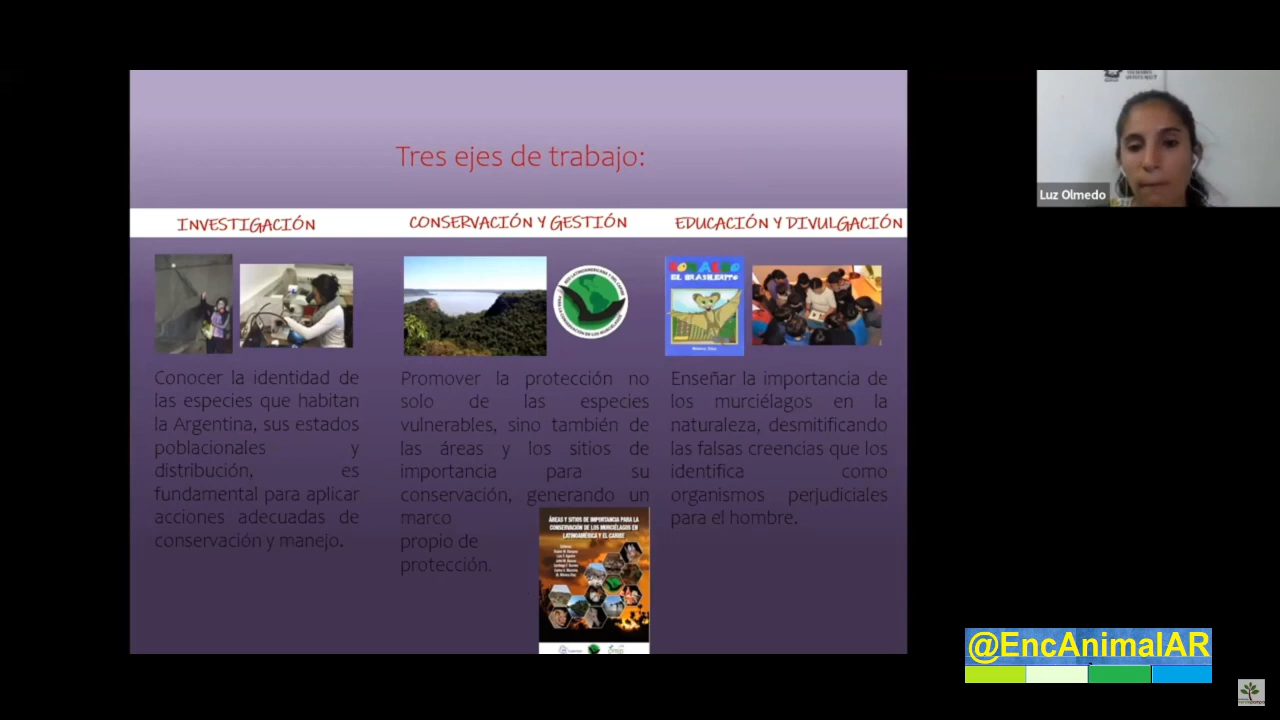 Tres ejes de trabajo:
INVESTIGACIÓN
CONSERVACIÓN Y GESTIÓN
EDUCACIÓN Y DIVULGACIÓN
Conocer la identidad de
las especies que habitan
la Argentina, sus estados
poblacionales y
distribución, es
fundamental para aplicar
acciones adecuadas de
conservación y manejo.
Promover la protección no
solo de las especies
vulnerables, sino también de
las áreas y los sitios de
importancia para su
conservación, generando un
marco
propio de
protección.
ÁREAS Y SITIOS DE IMPORTANCIA PARA LA
CONSERVACIÓN DE LOS MURCIÉLAGOS EN
LATINOAMÉRICA Y EL CARIBE
EL BRASILERITO
Enseñar la importancia de
los murciélagos en la
naturaleza, desmitificando
las falsas creencias que los
identifica como
organismos perjudiciales
para el hombre.
Luz Olmedo
@EncAnimalAR